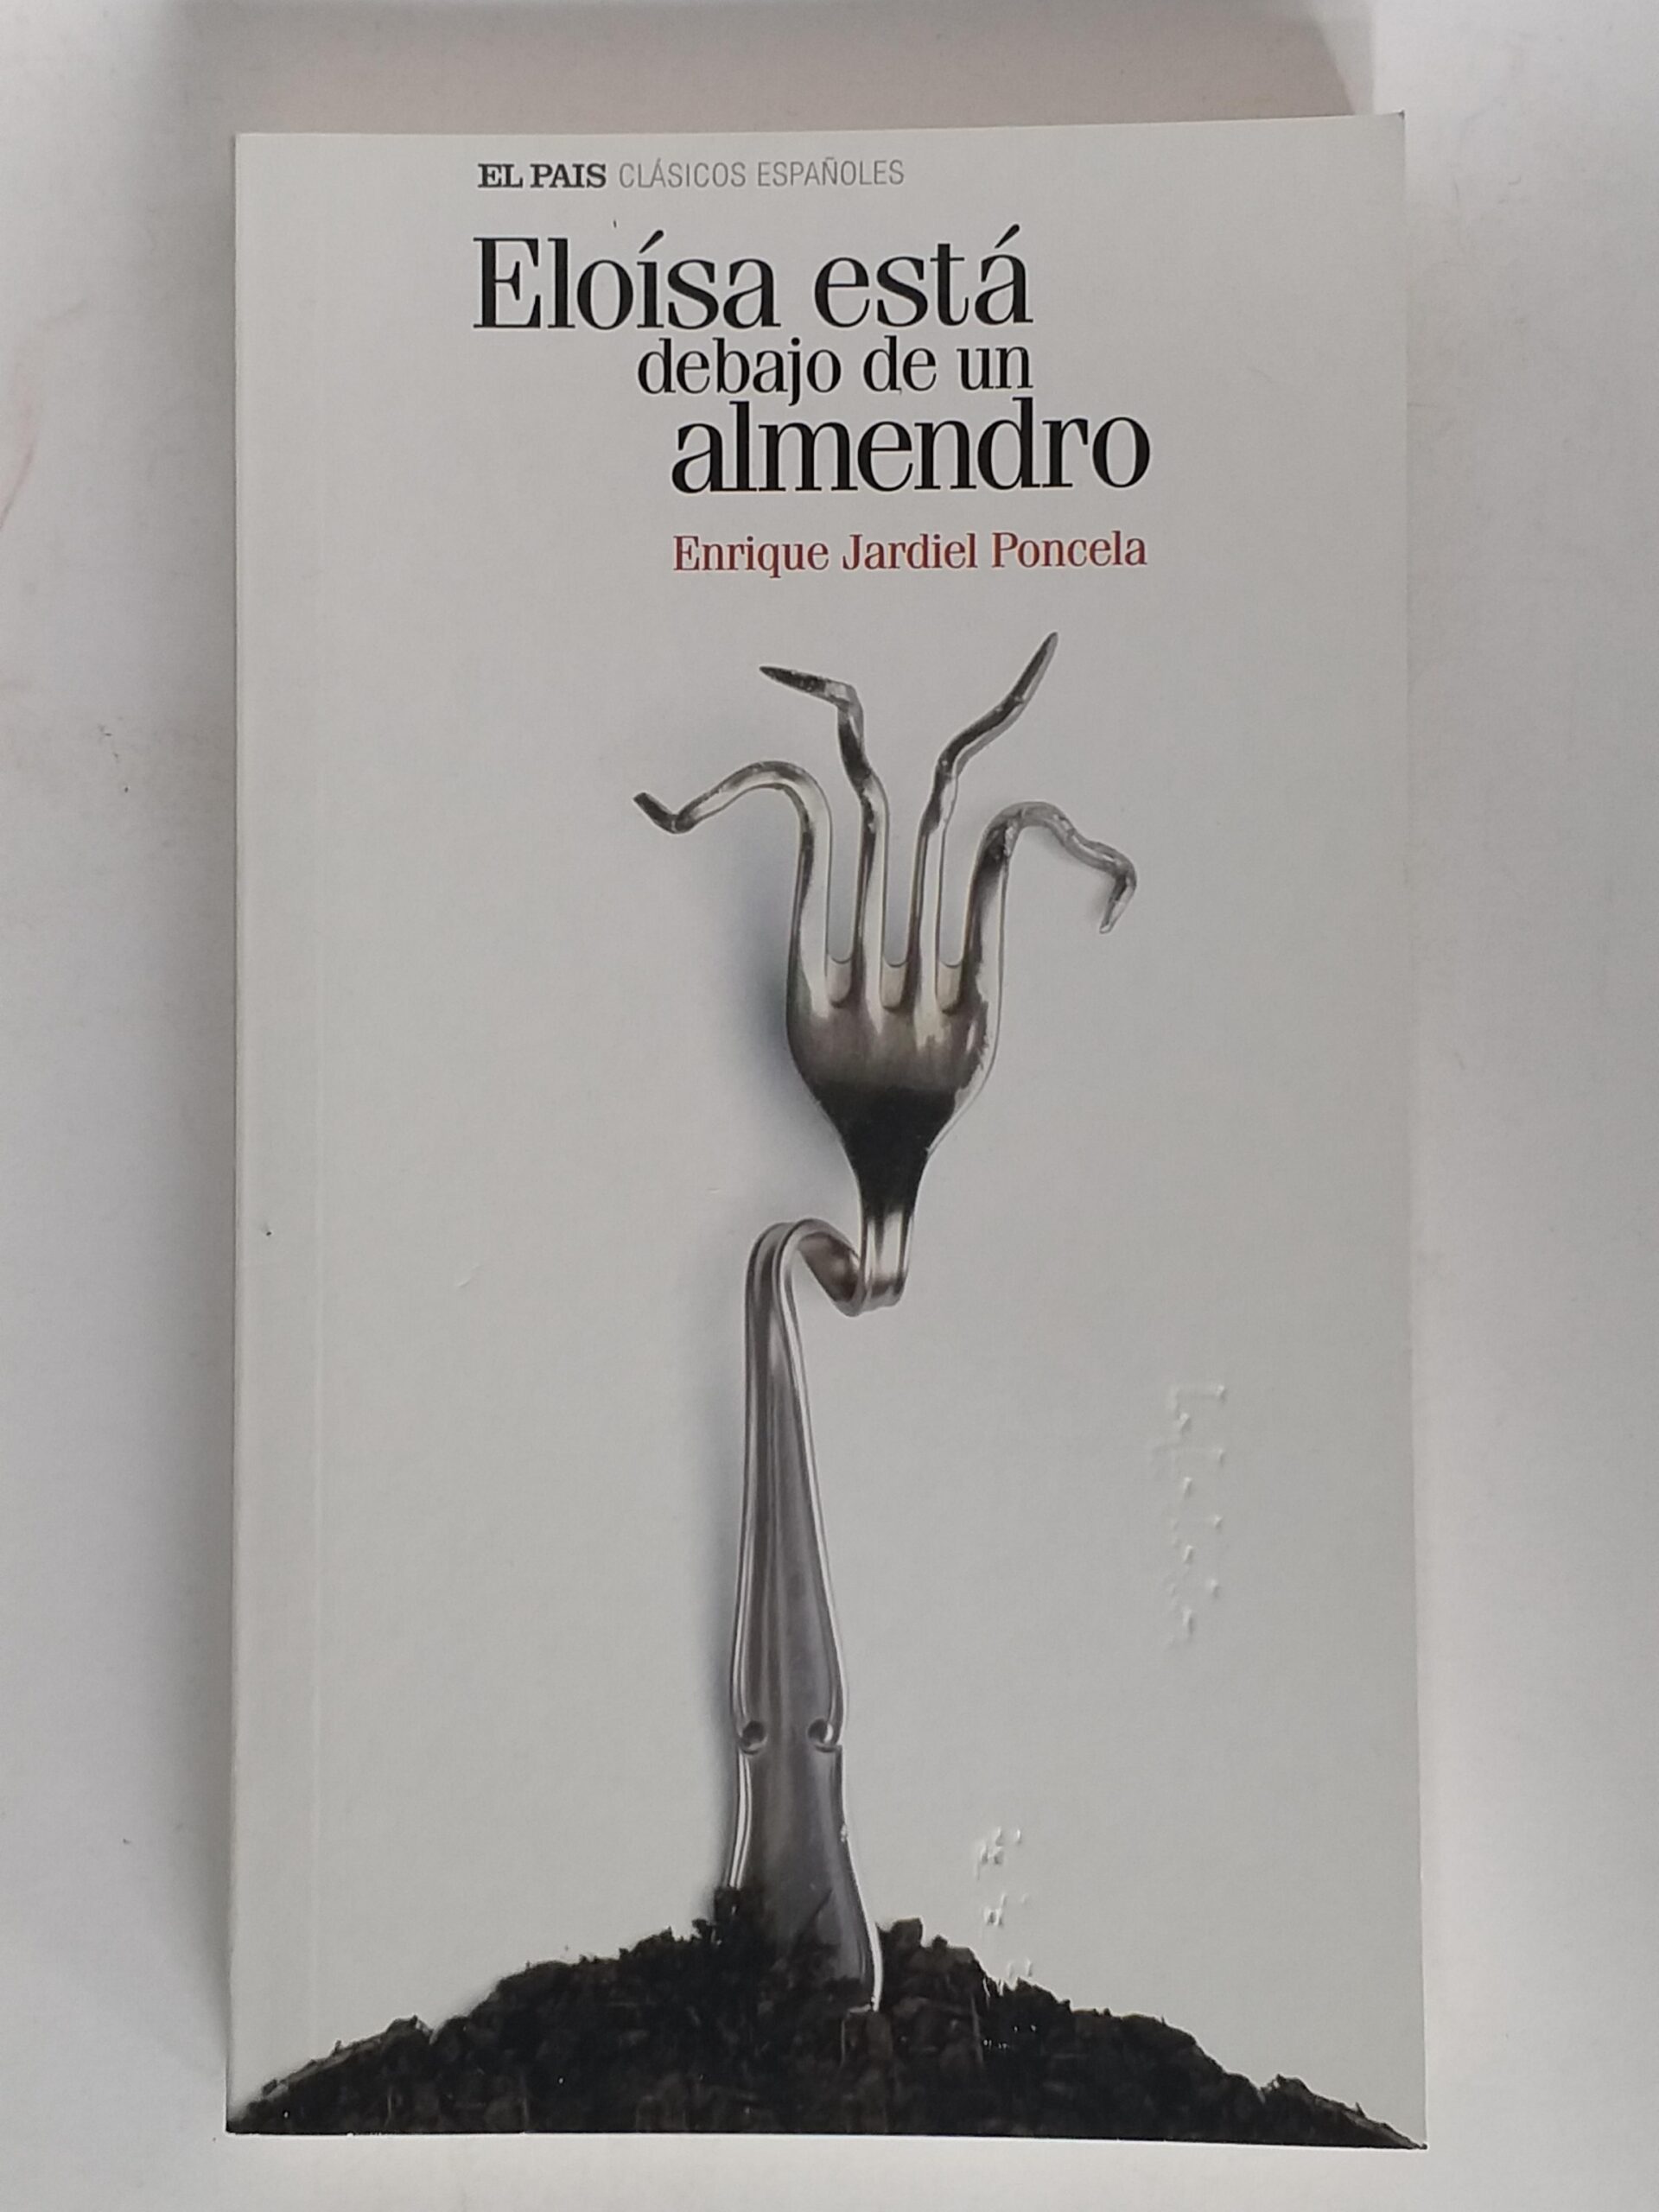 EL PAIS CLÁSICOS ESPAÑOLES
Eloísa está
debajo de un
almendro
Enrique Jardiel Poncela